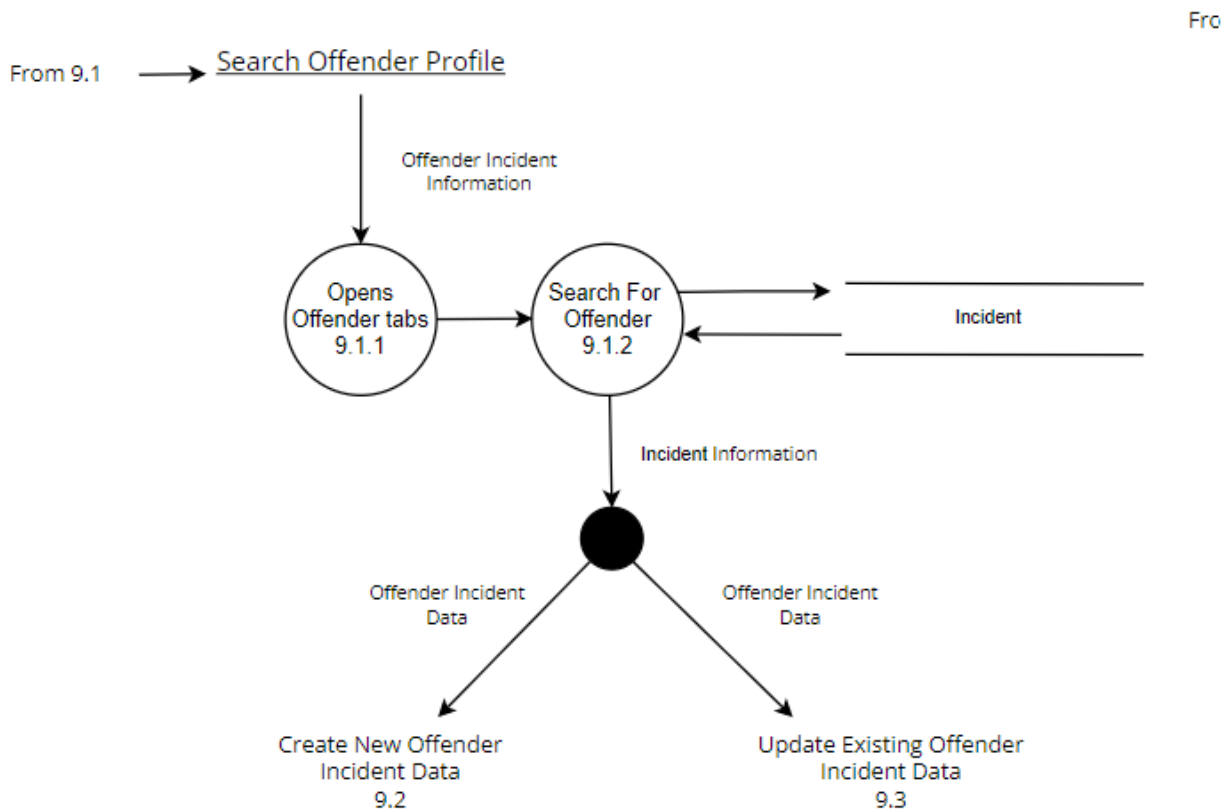 Fro
From 9.1
Search Offender Profile
Offender Incident
Information
Opens
Offender tabs
9.1.1
Search For
Offender
9.1.2
Incident
Incident Information
Offender Incident
Data
Offender Incident
Data
Create New Offender
Incident Data
9.2
Update Existing Offender
Incident Data
9.3